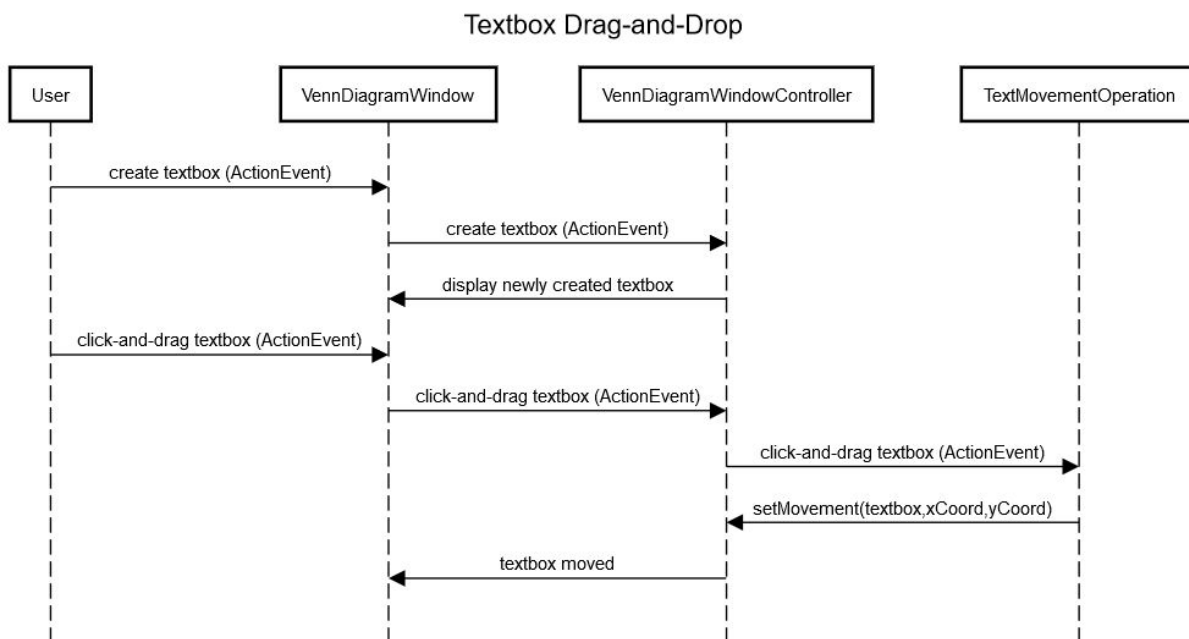 Textbox Drag-and-Drop
User
VennDiagramWindow
VennDiagramWindowController
TextMovementOperation
create textbox (ActionEvent)
create textbox (ActionEvent)
display newly created textbox
click-and-drag textbox (ActionEvent)
click-and-drag textbox (ActionEvent)
click-and-drag textbox (ActionEvent)
setMovement(textbox,xCoord,yCoord)
textbox moved